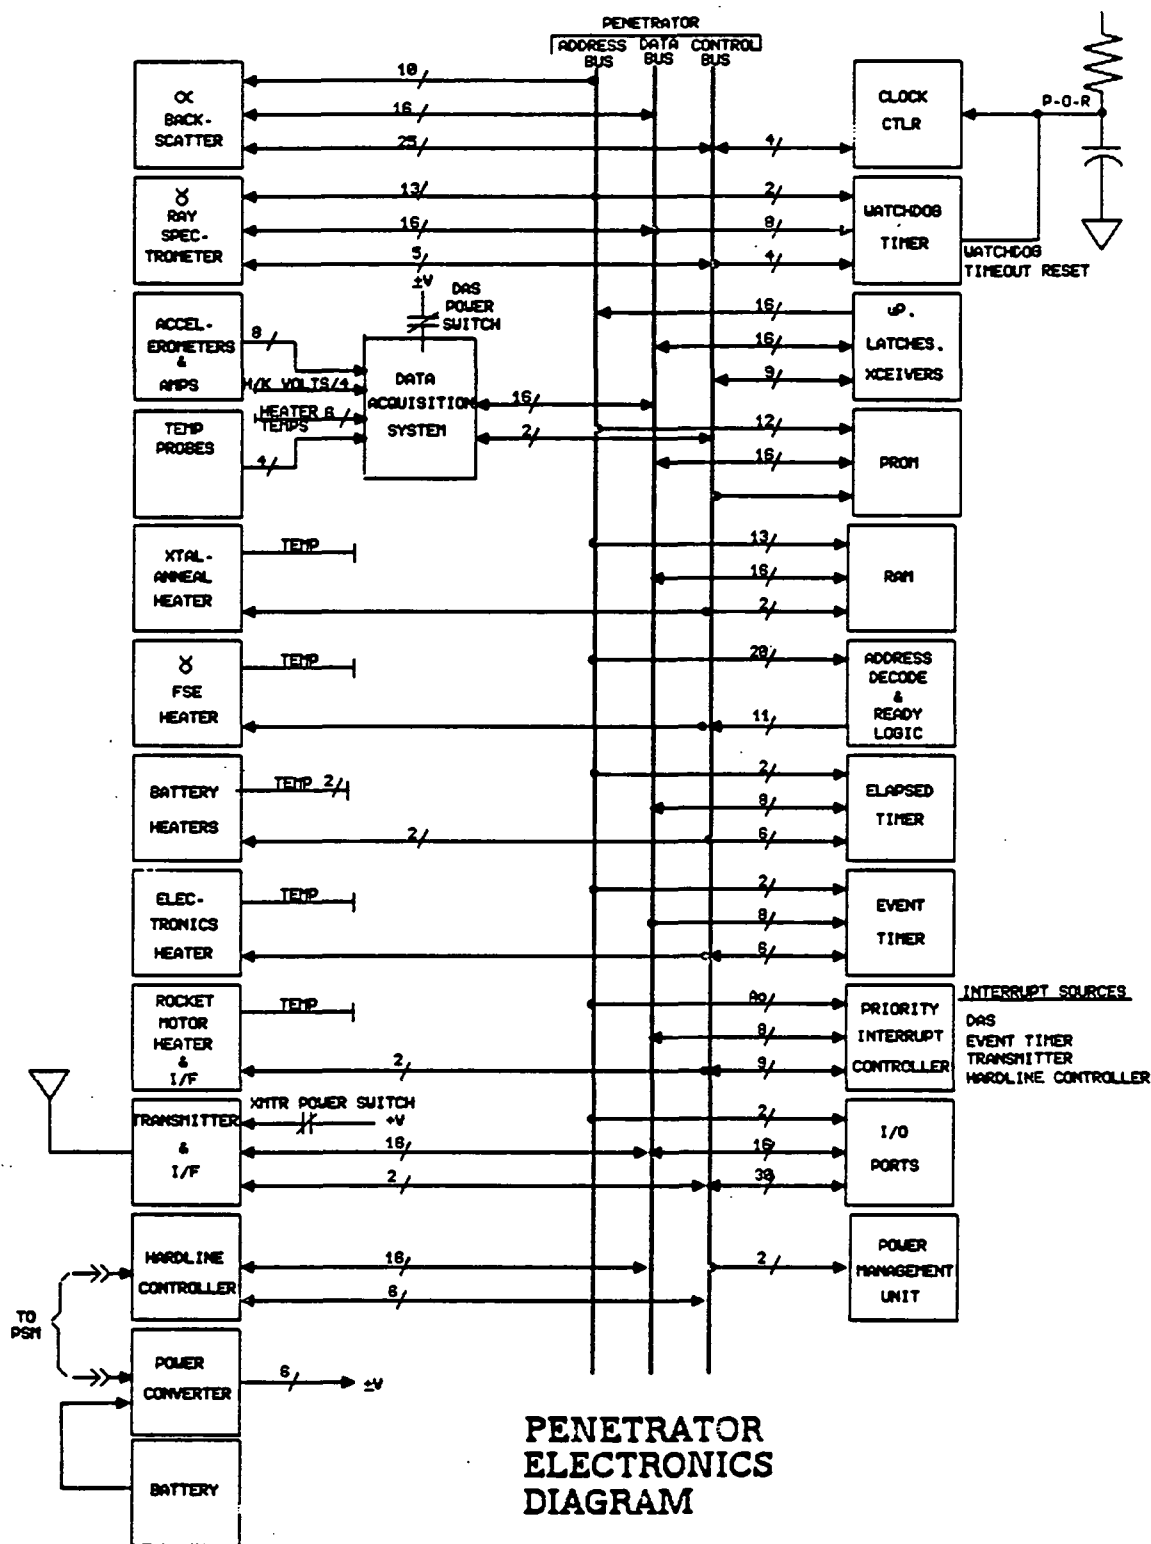 PENETRATOR
ADDRESS BUS
DATA BUS
CONTROL BUS
∝ BACK-
SCATTER
10
16
25
4
CLOCK
CTLR
P-O-R
♉
RAY
SPEC-
TROMETER
13
16
5
2
8
4
WATCHDOG
TIMER
WATCHDOG
TIMEOUT RESET
±V
DAS
POWER
SWITCH
ACCEL-
EROMETERS
&
AMPS
8
H/K VOLTS/4
HEATER 6
TEMPS
DATA
ACQUISITION
SYSTEM
16
2
16
16
9
uP.
LATCHES.
XCEIVERS
TEMP
PROBES
4
12
16
PROM
XTAL-
ANNEAL
HEATER
TEMP
13
16
2
RAM
♉
FSE
HEATER
TEMP
20
11
ADDRESS
DECODE
&
READY
LOGIC
BATTERY
HEATERS
TEMP 2
2
2
8
6
ELAPSED
TIMER
ELEC-
TRONICS
HEATER
TEMP
2
8
6
EVENT
TIMER
ROCKET
MOTOR
HEATER
&
I/F
TEMP
2
Ao
8
9
PRIORITY
INTERRUPT
CONTROLLER
INTERRUPT SOURCES
DAS
EVENT TIMER
TRANSMITTER
HARDLINE CONTROLLER
TRANSMITTER
&
I/F
XMTR POWER SWITCH
+V
16
2
2
16
30
I/O
PORTS
HARDLINE
CONTROLLER
16
6
2
POWER
MANAGEMENT
UNIT
TO
PSM
POWER
CONVERTER
6
±V
BATTERY
PENETRATOR
ELECTRONICS
DIAGRAM